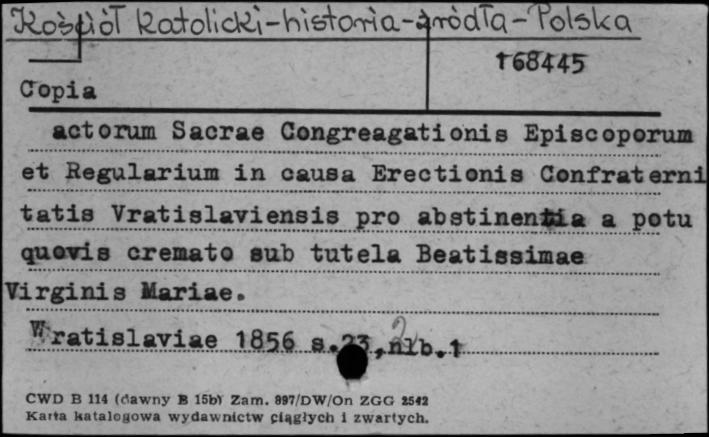 Kościół katolicki-historia-źródła-Polska
168445
Copia
actorum Sacrae Congreagationis Episcoporum
et Regularium in causa Erectionis Confraterni
tatis Vratislaviensis pro abstinentia a potu
quovis cremato sub tutela Beatissimae
Virginis Mariae.
Wratislaviae 1856 s.23, nlb.1
CWD B 114 (dawny B 15b) Zam. 897/DW/On ZGG 2542
Karta katalogowa wydawnictw ciągłych i zwartych.